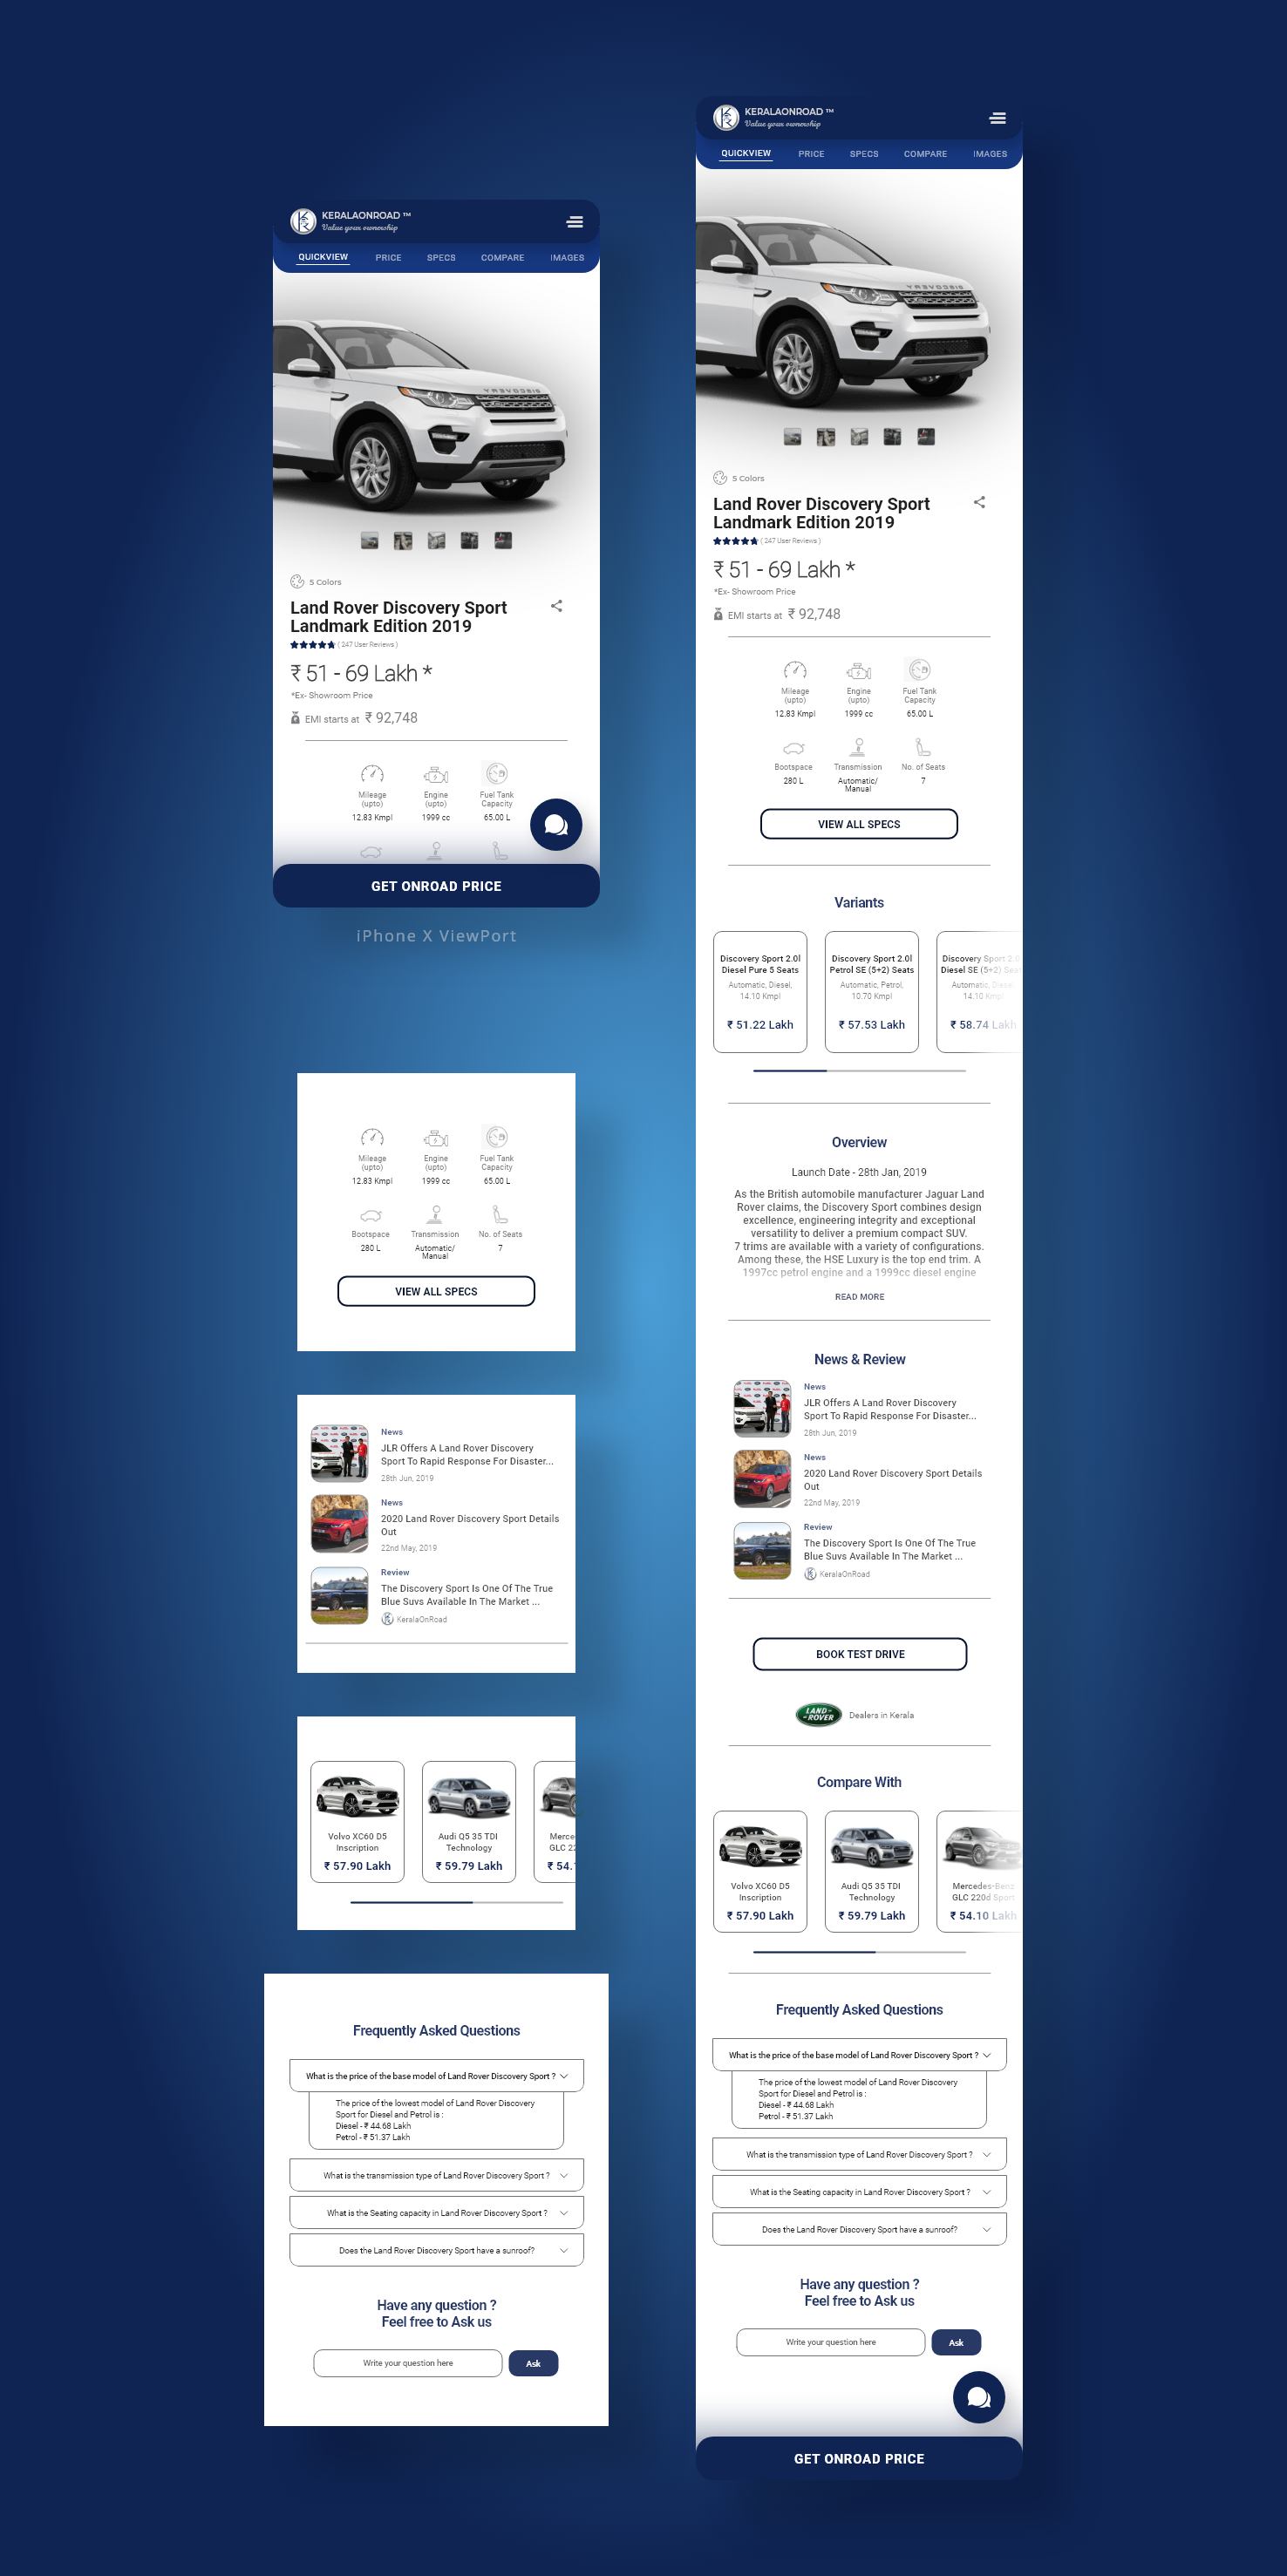 KERALAONROAD ™
Value your ownership
QUICKVIEW PRICE SPECS COMPARE IMAGES
5 Colors
Land Rover Discovery Sport
Landmark Edition 2019
( 247 User Reviews )
₹ 51 - 69 Lakh *
*Ex- Showroom Price
EMI starts at ₹ 92,748
Mileage
(upto)
12.83 Kmpl
Engine
(upto)
1999 cc
Fuel Tank
Capacity
65.00 L
GET ONROAD PRICE
iPhone X ViewPort
Mileage
(upto)
12.83 Kmpl
Engine
(upto)
1999 cc
Fuel Tank
Capacity
65.00 L
Bootspace
280 L
Transmission
Automatic/
Manual
No. of Seats
7
VIEW ALL SPECS
News
JLR Offers A Land Rover Discovery
Sport To Rapid Response For Disaster...
28th Jun, 2019
News
2020 Land Rover Discovery Sport Details
Out
22nd May, 2019
Review
The Discovery Sport Is One Of The True
Blue Suvs Available In The Market ...
KeralaOnRoad
Volvo XC60 D5
Inscription
₹ 57.90 Lakh
Audi Q5 35 TDI
Technology
₹ 59.79 Lakh
Merce
GLC 22
₹ 54.
Frequently Asked Questions
What is the price of the base model of Land Rover Discovery Sport ?
The price of the lowest model of Land Rover Discovery
Sport for Diesel and Petrol is :
Diesel - ₹ 44.68 Lakh
Petrol - ₹ 51.37 Lakh
What is the transmission type of Land Rover Discovery Sport ?
What is the Seating capacity in Land Rover Discovery Sport ?
Does the Land Rover Discovery Sport have a sunroof?
Have any question ?
Feel free to Ask us
Write your question here
Ask
KERALAONROAD ™
Value your ownership
QUICKVIEW PRICE SPECS COMPARE IMAGES
5 Colors
Land Rover Discovery Sport
Landmark Edition 2019
( 247 User Reviews )
₹ 51 - 69 Lakh *
*Ex- Showroom Price
EMI starts at ₹ 92,748
Mileage
(upto)
12.83 Kmpl
Engine
(upto)
1999 cc
Fuel Tank
Capacity
65.00 L
Bootspace
280 L
Transmission
Automatic/
Manual
No. of Seats
7
VIEW ALL SPECS
Variants
Discovery Sport 2.0l
Diesel Pure 5 Seats
Automatic, Diesel,
14.10 Kmpl
₹ 51.22 Lakh
Discovery Sport 2.0l
Petrol SE (5+2) Seats
Automatic, Petrol,
10.70 Kmpl
₹ 57.53 Lakh
Discovery Sport 2.0
Diesel SE (5+2) Seat
Automatic, Diesel,
14.10 Kmpl
₹ 58.74 Lakh
Overview
Launch Date - 28th Jan, 2019
As the British automobile manufacturer Jaguar Land
Rover claims, the Discovery Sport combines design
excellence, engineering integrity and exceptional
versatility to deliver a premium compact SUV.
7 trims are available with a variety of configurations.
Among these, the HSE Luxury is the top end trim. A
1997cc petrol engine and a 1999cc diesel engine
READ MORE
News & Review
News
JLR Offers A Land Rover Discovery
Sport To Rapid Response For Disaster...
28th Jun, 2019
News
2020 Land Rover Discovery Sport Details
Out
22nd May, 2019
Review
The Discovery Sport Is One Of The True
Blue Suvs Available In The Market ...
KeralaOnRoad
BOOK TEST DRIVE
LAND-
-ROVER
Dealers in Kerala
Compare With
Volvo XC60 D5
Inscription
₹ 57.90 Lakh
Audi Q5 35 TDI
Technology
₹ 59.79 Lakh
Mercedes-Benz
GLC 220d Sport
₹ 54.10 Lakh
Frequently Asked Questions
What is the price of the base model of Land Rover Discovery Sport ?
The price of the lowest model of Land Rover Discovery
Sport for Diesel and Petrol is :
Diesel - ₹ 44.68 Lakh
Petrol - ₹ 51.37 Lakh
What is the transmission type of Land Rover Discovery Sport ?
What is the Seating capacity in Land Rover Discovery Sport ?
Does the Land Rover Discovery Sport have a sunroof?
Have any question ?
Feel free to Ask us
Write your question here
Ask
GET ONROAD PRICE